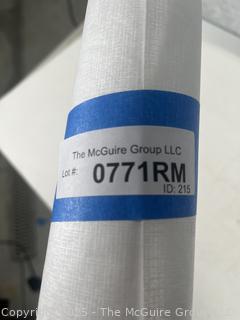 The McGuire Group LLC
Lot #: 0771RM
ID: 215